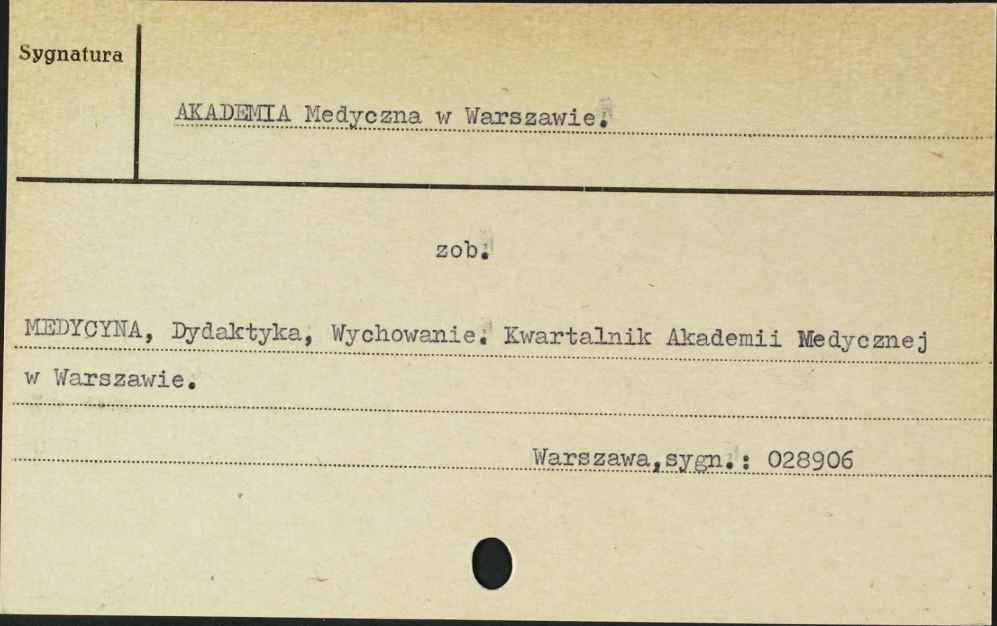 Sygnatura
AKADEMIA Medyczna w Warszawie.
zob.
MEDYCYNA, Dydaktyka, Wychowanie. Kwartalnik Akademii Medycznej
w Warszawie.
Warszawa,sygn.: 028906